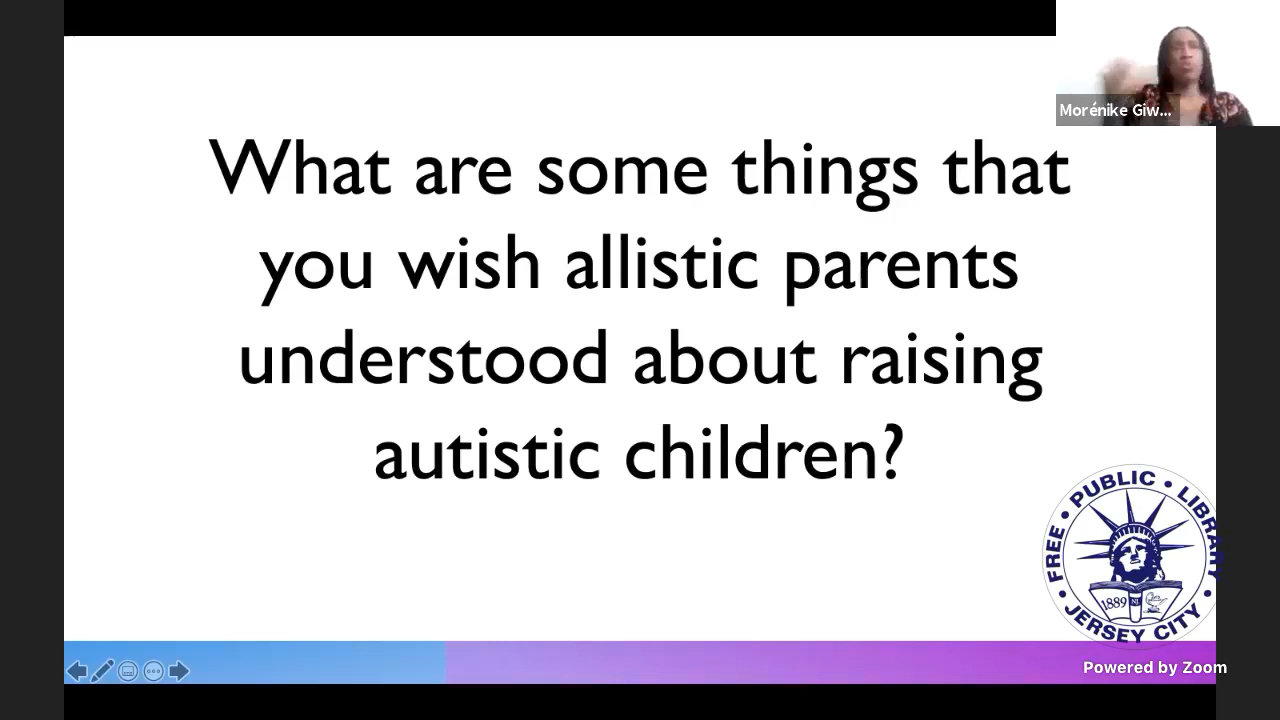 Morénike Giw...
What are some things that
you wish allistic parents
understood about raising
autistic children?
FREE • PUBLIC • LIBRARY
1889
NJ
• JERSEY CITY •
Powered by Zoom